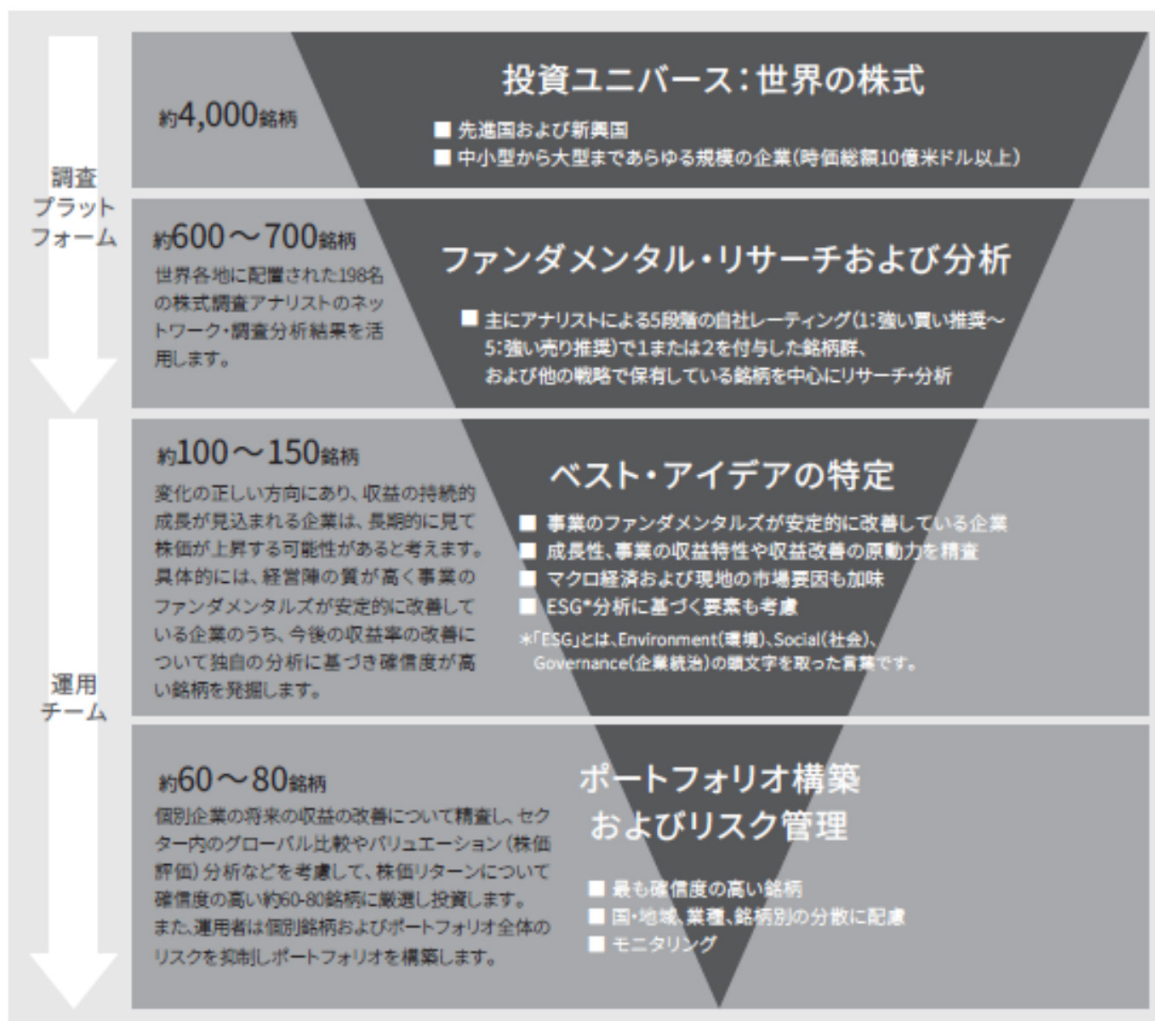 調査
プラット
フォーム
約4,000銘柄
投資ユニバース：世界の株式
■ 先進国および新興国
■ 中小型から大型まであらゆる規模の企業（時価総額10億米ドル以上）
約600～700銘柄
世界各地に配置された198名
の株式調査アナリストのネッ
トワーク・調査分析結果を活
用します。
ファンダメンタル・リサーチおよび分析
■ 主にアナリストによる5段階の自社レーティング（1：強い買い推奨～
5：強い売り推奨）で1または2を付与した銘柄群、
および他の戦略で保有している銘柄を中心にリサーチ・分析
運用
チーム
約100～150銘柄
変化の正しい方向にあり、収益の持続的
成長が見込まれる企業は、長期的に見て
株価が上昇する可能性があると考えます。
具体的には、経営陣の質が高く事業の
ファンダメンタルズが安定的に改善して
いる企業のうち、今後の収益率の改善に
ついて独自の分析に基づき確信度が高
い銘柄を発掘します。
ベスト・アイデアの特定
■ 事業のファンダメンタルズが安定的に改善している企業
■ 成長性、事業の収益特性や収益改善の原動力を精査
■ マクロ経済および現地の市場要因も加味
■ ESG*分析に基づく要素も考慮
＊「ESG」とは、Environment（環境）、Social（社会）、
Governance（企業統治）の頭文字を取った言葉です。
約60～80銘柄
個別企業の将来の収益の改善について精査し、セク
ター内のグローバル比較やバリュエーション（株価
評価）分析などを考慮して、株価リターンについて
確信度の高い約60-80銘柄に厳選し投資します。
また、運用者は個別銘柄およびポートフォリオ全体の
リスクを抑制しポートフォリオを構築します。
ポートフォリオ構築
およびリスク管理
■ 最も確信度の高い銘柄
■ 国・地域、業種、銘柄別の分散に配慮
■ モニタリング